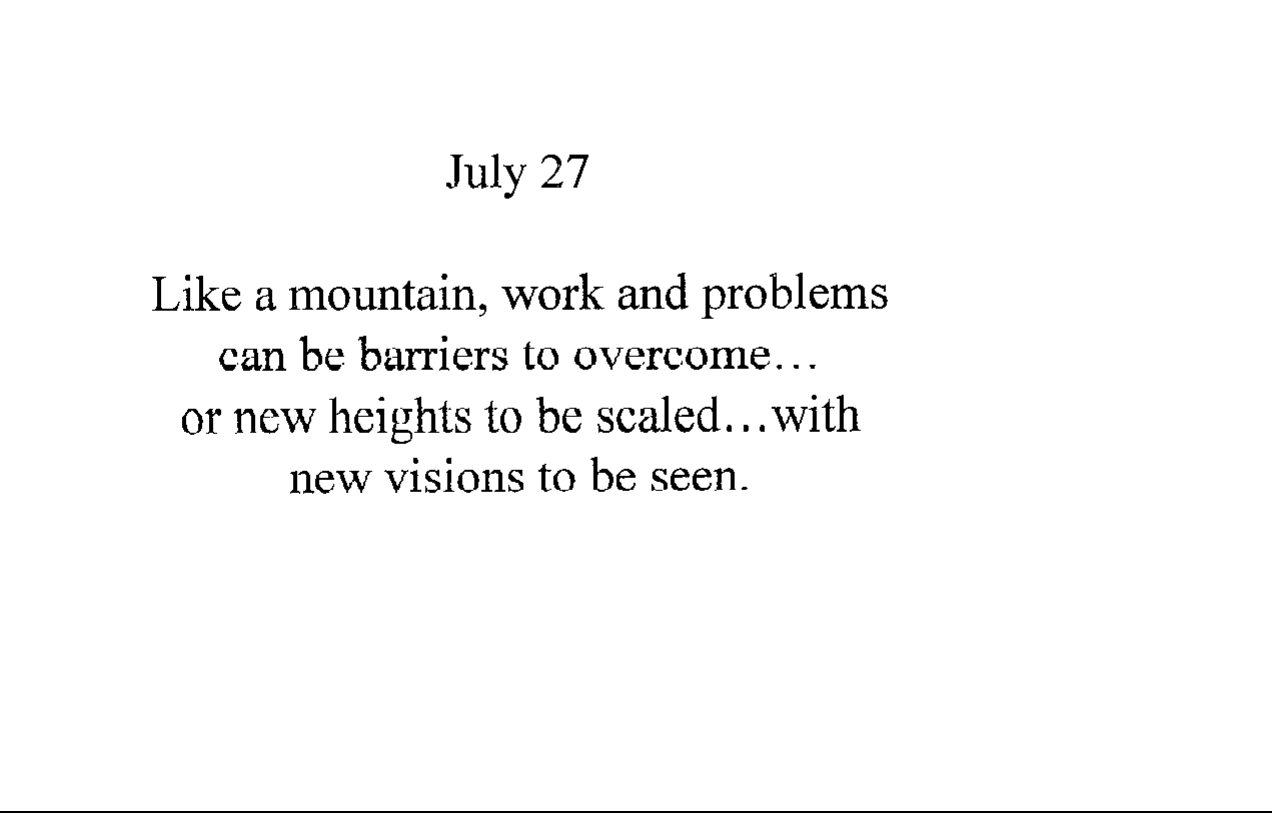 July 27
Like a mountain, work and problems
can be barriers to overcome…
or new heights to be scaled…with
new visions to be seen.